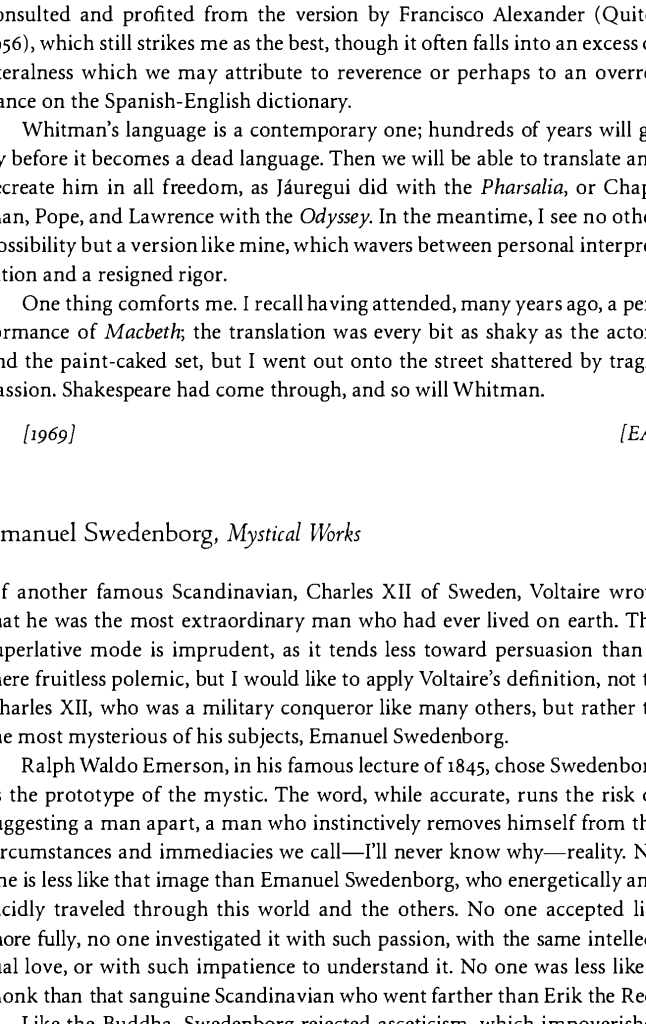 onsulted and profited from the version by Francisco Alexander (Quit
956), which still strikes me as the best, though it often falls into an excess
teralness which we may attribute to reverence or perhaps to an overr
ance on the Spanish-English dictionary.
Whitman's language is a contemporary one; hundreds of years will g
y before it becomes a dead language. Then we will be able to translate an
ecreate him in all freedom, as Jáuregui did with the Pharsalia, or Chap
an, Pope, and Lawrence with the Odyssey. In the meantime, I see no othe
ossibility but a version like mine, which wavers between personal interpre
tion and a resigned rigor.
One thing comforts me. I recall having attended, many years ago, a pe
ormance of Macbeth; the translation was every bit as shaky as the acto
nd the paint-caked set, but I went out onto the street shattered by trag
assion. Shakespeare had come through, and so will Whitman.
[1969] [EA
manuel Swedenborg, Mystical Works
f another famous Scandinavian, Charles XII of Sweden, Voltaire wro
at he was the most extraordinary man who had ever lived on earth. Th
uperlative mode is imprudent, as it tends less toward persuasion than
ere fruitless polemic, but I would like to apply Voltaire's definition, not t
harles XII, who was a military conqueror like many others, but rather t
e most mysterious of his subjects, Emanuel Swedenborg.
Ralph Waldo Emerson, in his famous lecture of 1845, chose Swedenbor
s the prototype of the mystic. The word, while accurate, runs the risk o
uggesting a man apart, a man who instinctively removes himself from th
rcumstances and immediacies we call—I'll never know why—reality. N
ne is less like that image than Emanuel Swedenborg, who energetically an
cidly traveled through this world and the others. No one accepted li
ore fully, no one investigated it with such passion, with the same intelle
ual love, or with such impatience to understand it. No one was less like
onk than that sanguine Scandinavian who went farther than Erik the Re
Like the Buddha, Swedenborg rejected asceticism, which impoverish